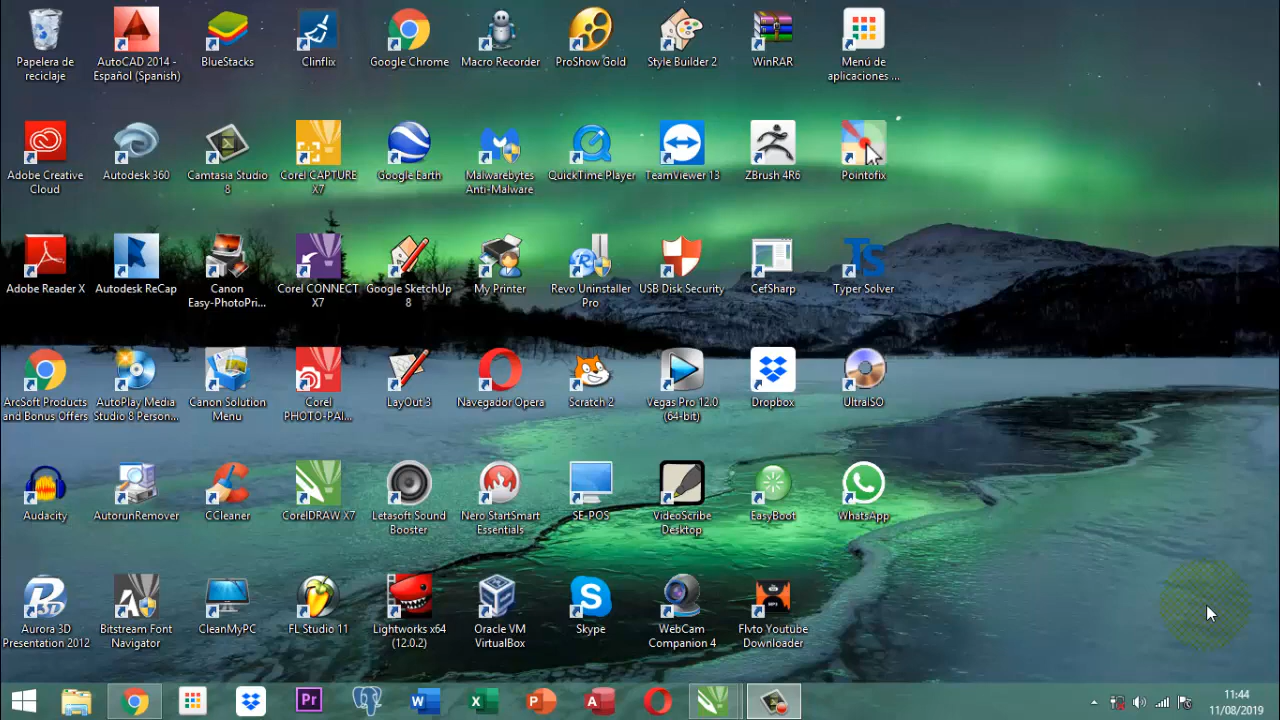 Papelera de
reciclaje
AutoCAD 2014 -
Español (Spanish)
BlueStacks
Clinflix
Google Chrome
Macro Recorder
ProShow Gold
Style Builder 2
WinRAR
Menú de
aplicaciones ...
Adobe Creative
Cloud
Autodesk 360
Camtasia Studio
8
Corel CAPTURE
X7
Google Earth
Malwarebytes
Anti-Malware
QuickTime Player
TeamViewer 13
ZBrush 4R6
Pointofix
Adobe Reader X
Autodesk ReCap
Canon
Easy-PhotoPri...
Corel CONNECT
X7
Google SketchUp
8
My Printer
Revo Uninstaller
Pro
USB Disk Security
CefSharp
Ts
Typer Solver
ArcSoft Products
and Bonus Offers
AutoPlay Media
Studio 8 Person...
Canon Solution
Menu
Corel
PHOTO-PAI...
LayOut 3
Navegador Opera
Scratch 2
Vegas Pro 12.0
(64-bit)
Dropbox
UltraISO
Audacity
AutorunRemover
CCleaner
CorelDRAW X7
Letasoft Sound
Booster
Nero StartSmart
Essentials
SE-POS
VideoScribe
Desktop
EasyBoot
WhatsApp
Aurora 3D
Presentation 2012
Bitstream Font
Navigator
CleanMyPC
FL Studio 11
Lightworks x64
(12.0.2)
Oracle VM
VirtualBox
Skype
WebCam
Companion 4
Flvto Youtube
Downloader
Pr
11:44
11/08/2019